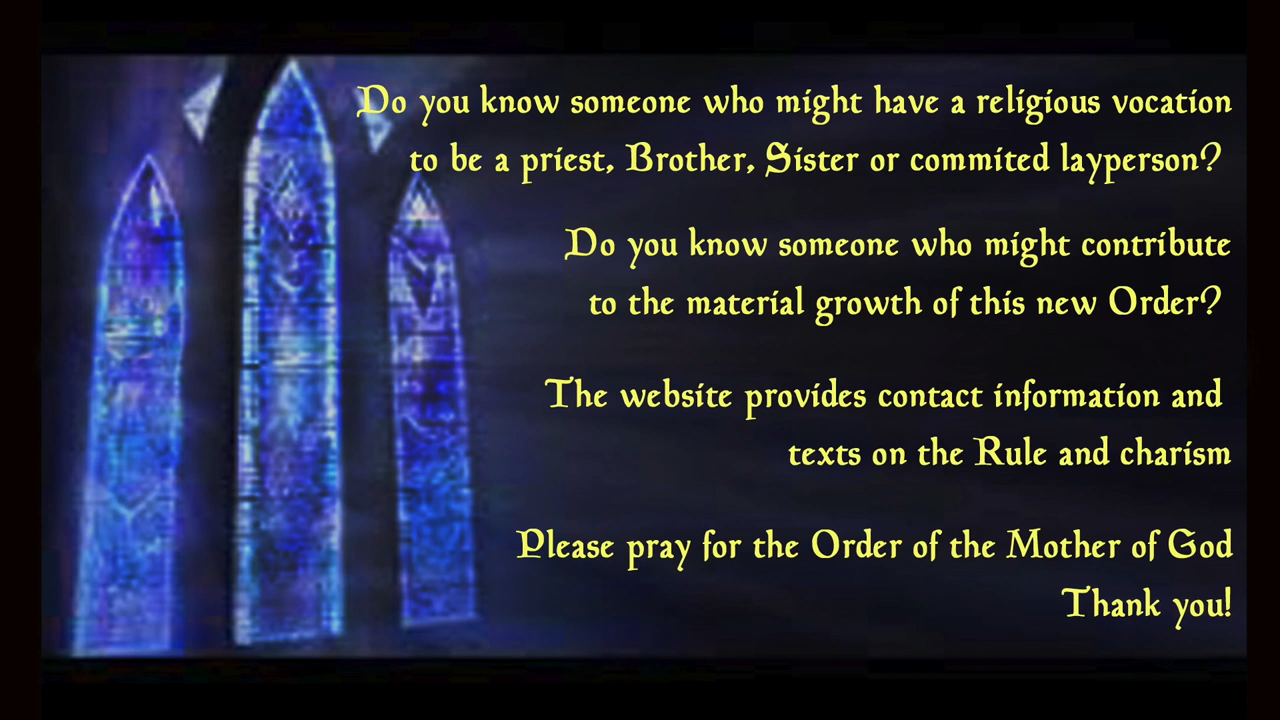 Do you know someone who might have a religious vocation
to be a priest, Brother, Sister or commited layperson?
Do you know someone who might contribute
to the material growth of this new Order?
The website provides contact information and
texts on the Rule and charism
Please pray for the Order of the Mother of God
Thank you!